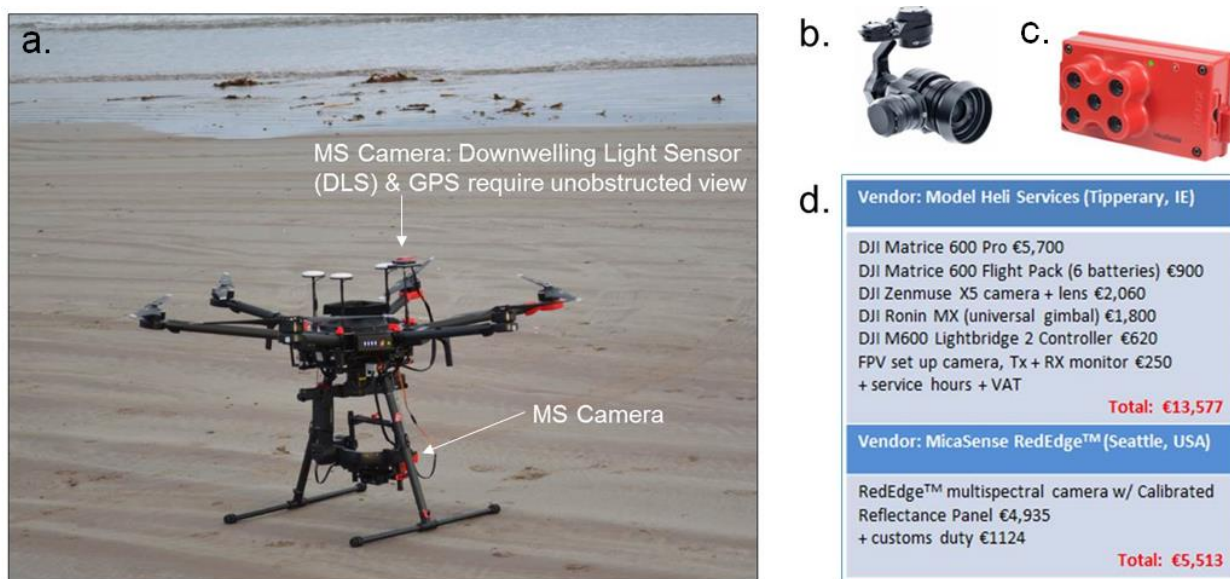 a.
MS Camera: Downwelling Light Sensor
(DLS) & GPS require unobstructed view
MS Camera
b.
c.
d.
Vendor: Model Heli Services (Tipperary, IE)
DJI Matrice 600 Pro €5,700
DJI Matrice 600 Flight Pack (6 batteries) €900
DJI Zenmuse X5 camera + lens €2,060
DJI Ronin MX (universal gimbal) €1,800
DJI M600 Lightbridge 2 Controller €620
FPV set up camera, Tx + RX monitor €250
+ service hours + VAT
Total: €13,577
Vendor: MicaSense RedEdge™ (Seattle, USA)
RedEdge™ multispectral camera w/ Calibrated
Reflectance Panel €4,935
+ customs duty €1124
Total: €5,513